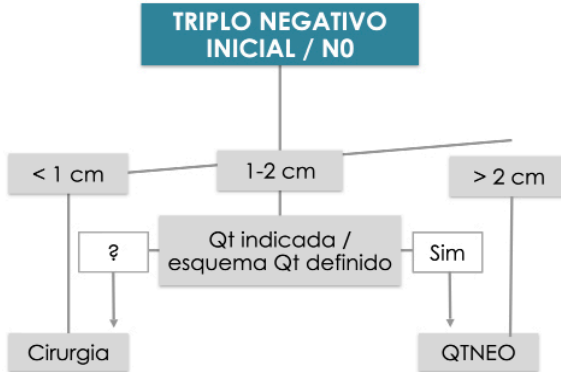 TRIPLO NEGATIVO
INICIAL / N0
< 1 cm
1-2 cm
> 2 cm
?
Qt indicada /
esquema Qt definido
Sim
Cirurgia
QTNEO